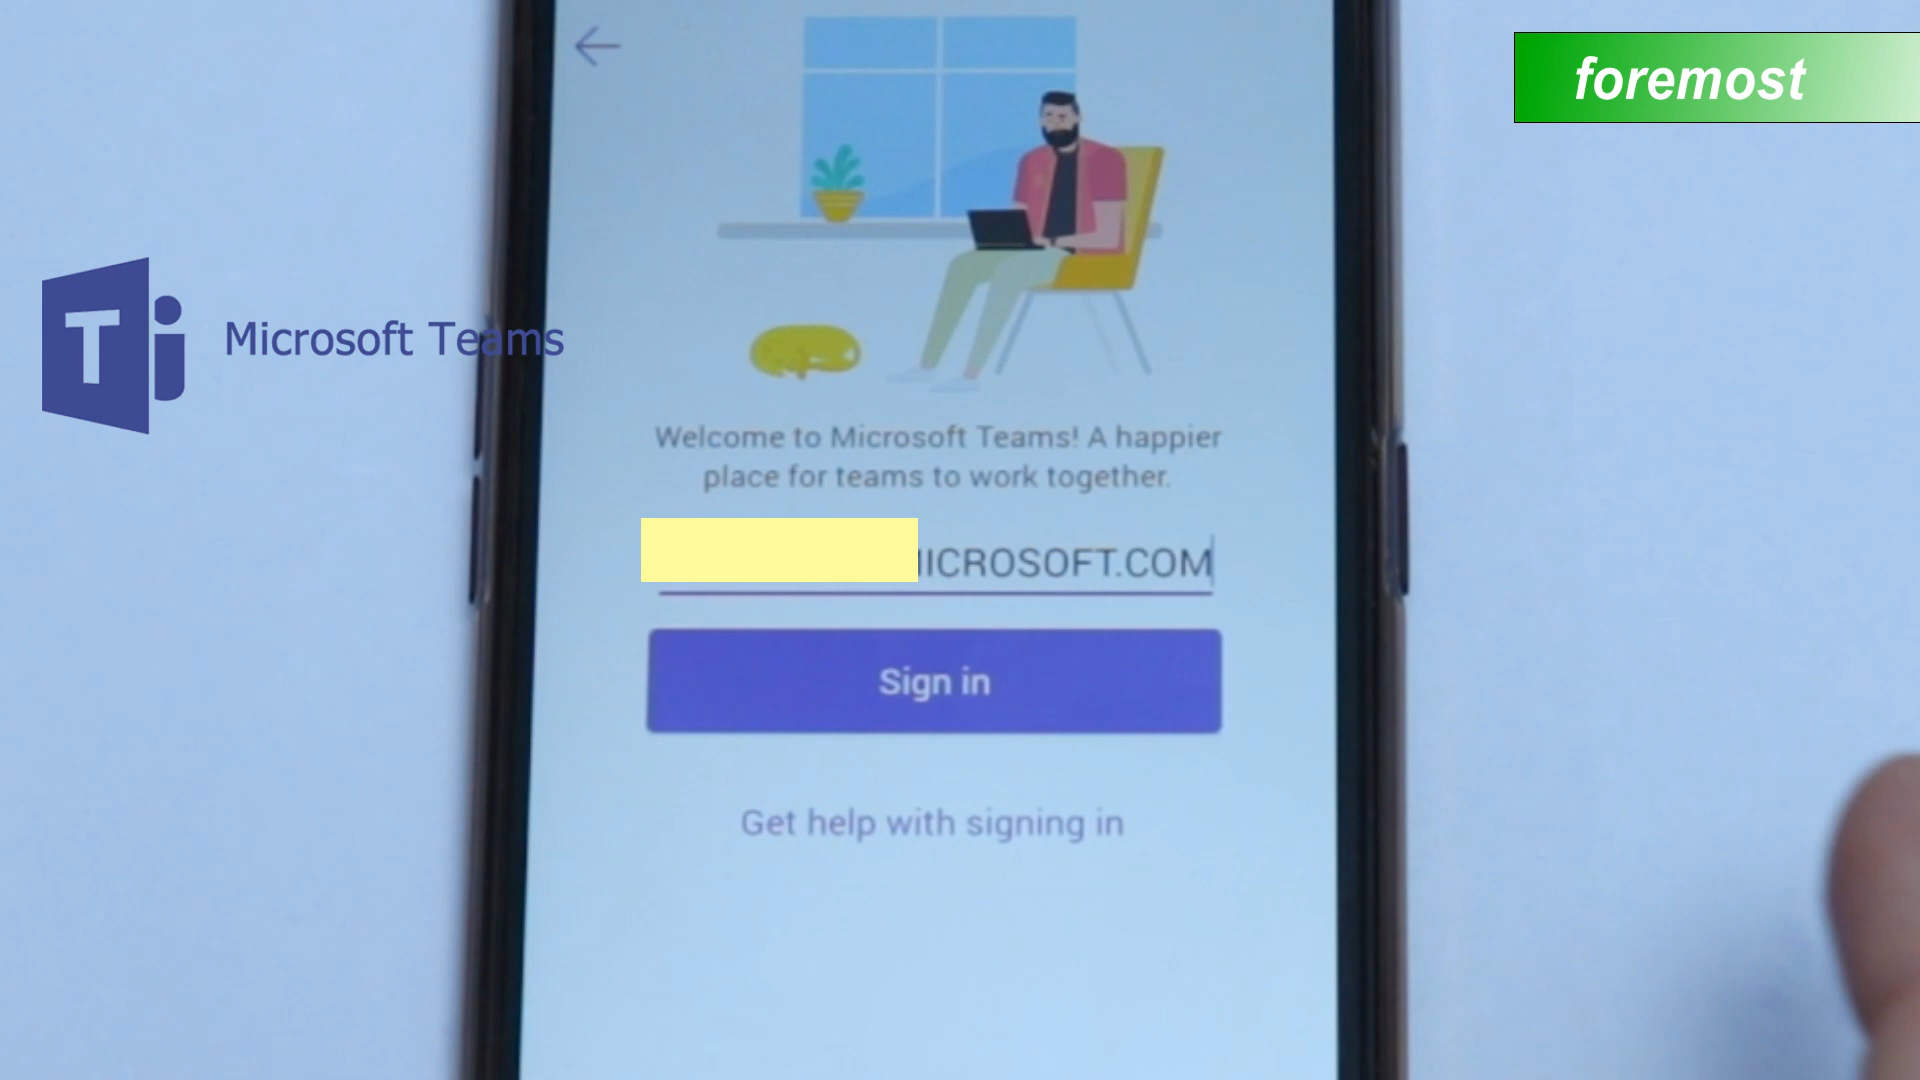 foremost
Microsoft Teams
Welcome to Microsoft Teams! A happier
place for teams to work together.
MICROSOFT.COM
Sign in
Get help with signing in